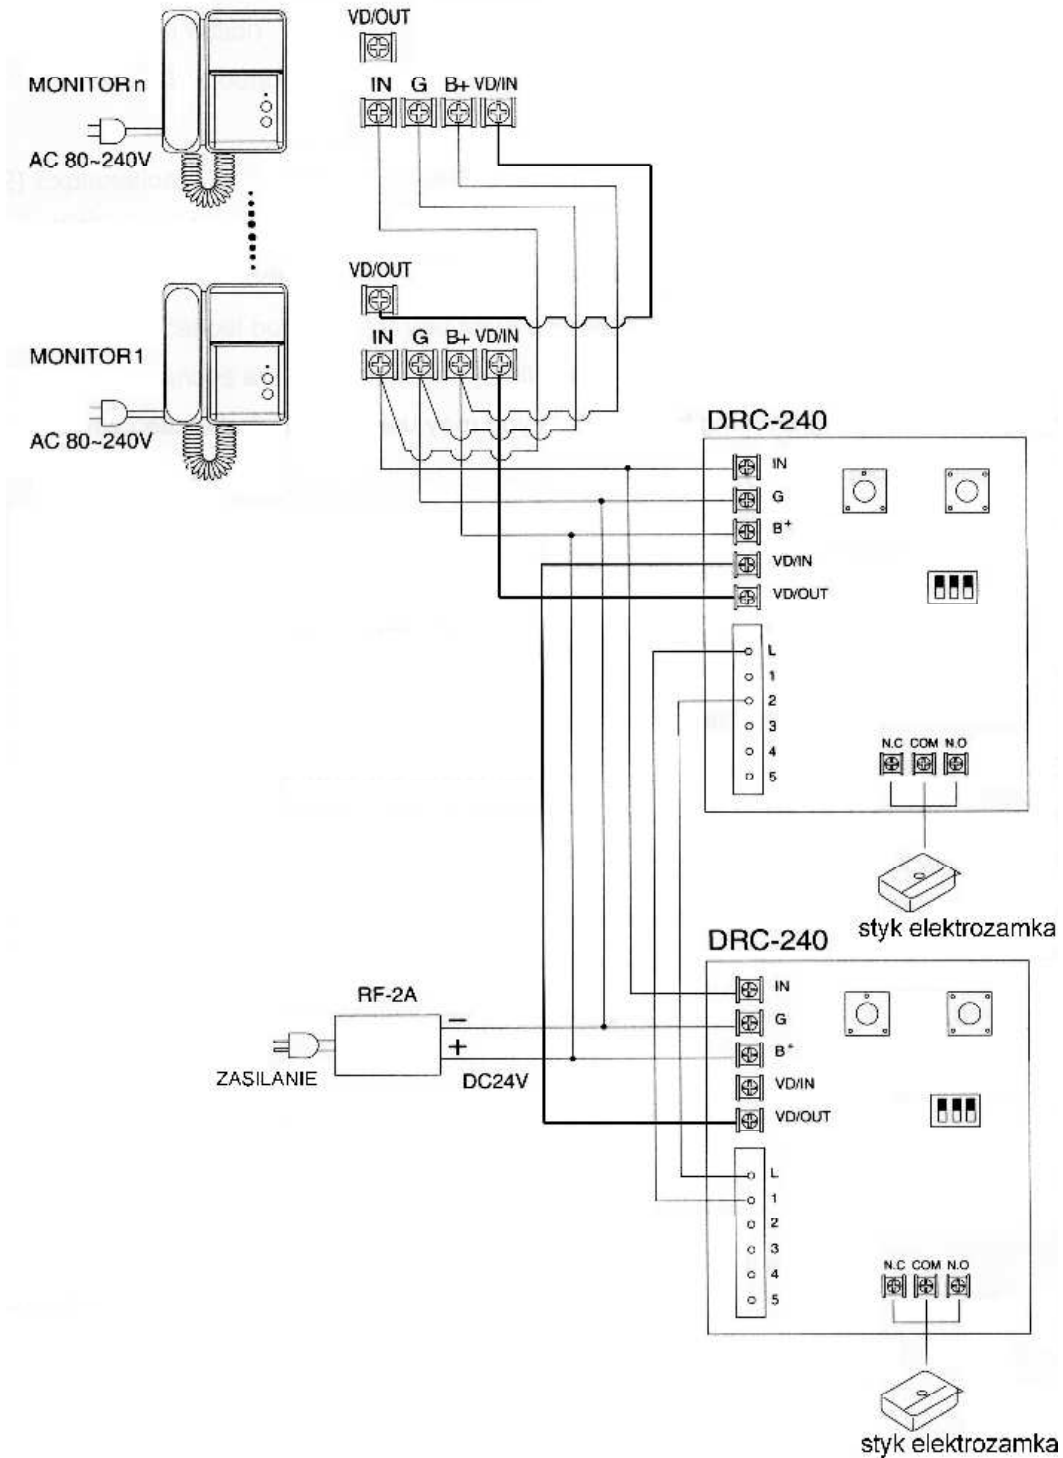 VD/OUT
MONITOR n
IN G B+ VD/IN
AC 80~240V
VD/OUT
IN G B+ VD/IN
MONITOR 1
AC 80~240V
DRC-240
IN
G
B+
VD/IN
VD/OUT
L
1
2
3
4
5
N.C COM N.O
styk elektrozamka
DRC-240
IN
G
B+
VD/IN
VD/OUT
RF-2A
−
+
ZASILANIE
DC24V
L
1
2
3
4
5
N.C COM N.O
styk elektrozamka